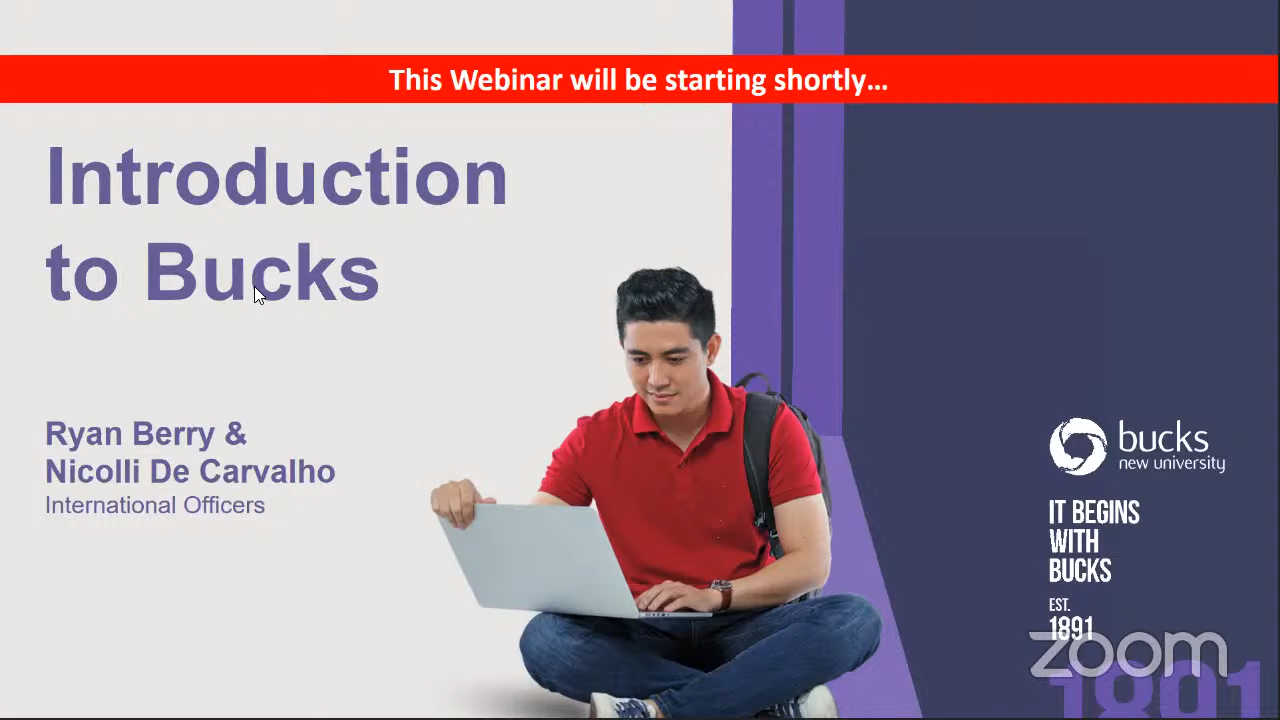 This Webinar will be starting shortly...
Introduction
to Bucks
Ryan Berry &
Nicolli De Carvalho
International Officers
bucks
new university
IT BEGINS
WITH
BUCKS
EST.
1891
zoom
1891